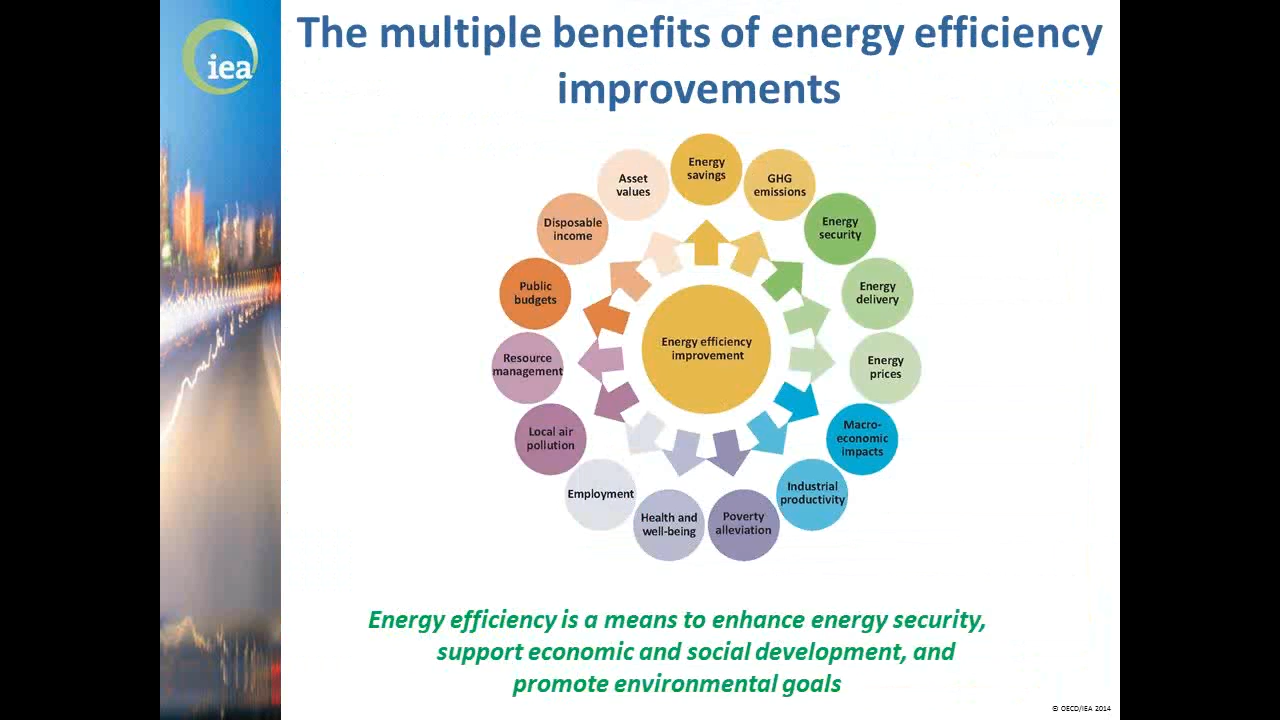 iea
The multiple benefits of energy efficiency
improvements
Energy
savings
GHG
emissions
Energy
security
Energy
delivery
Energy
prices
Macro-
economic
impacts
Industrial
productivity
Poverty
alleviation
Health and
well-being
Employment
Local air
pollution
Resource
management
Public
budgets
Disposable
income
Asset
values
Energy efficiency
improvement
Energy efficiency is a means to enhance energy security,
support economic and social development, and
promote environmental goals
© OECD/IEA 2014